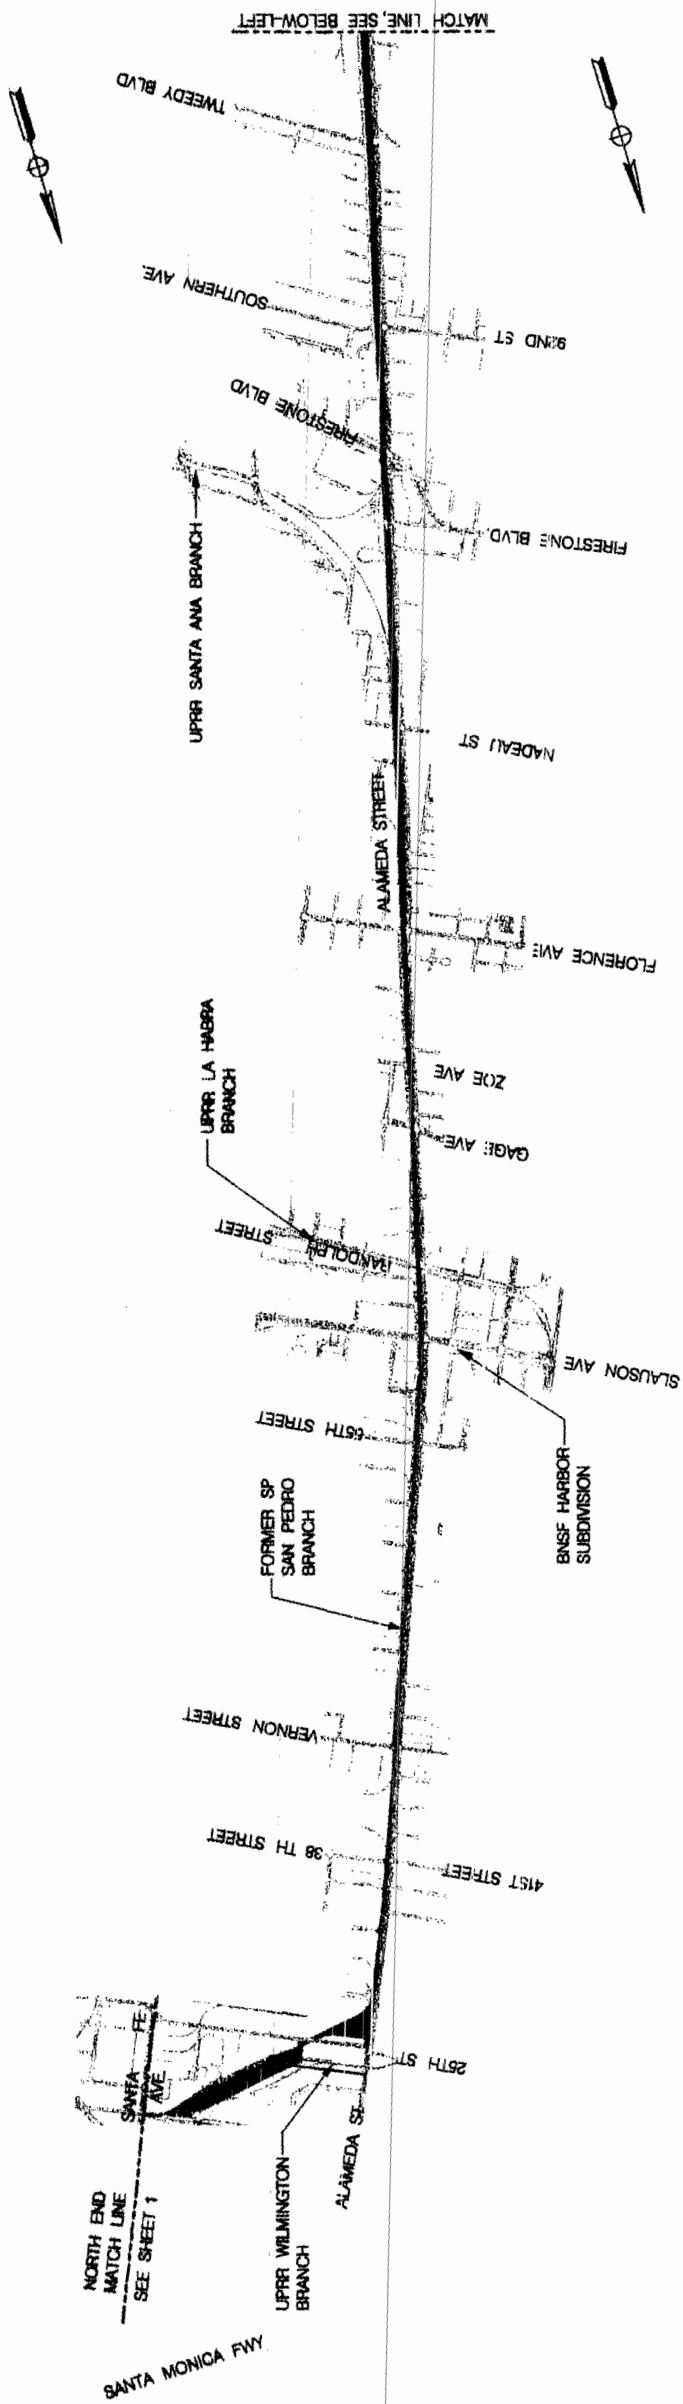 MATCH LINE, SEE BELOW-LEFT
TWEEDY BLVD
SOUTHERN AVE.
92ND ST
FIRESTONE BLVD
FIRESTONE BLVD
FIRESTONE BLVD.
UPRR SANTA ANA BRANCH
NADEAU ST
ALAMEDA STREET
FLORENCE AVE
ZOE AVE
GAGE AVE
UPRR LA HABRA
BRANCH
RANDOLPH
STREET
SLAUSON AVE
BNSF HARBOR
SUBDIVISION
55TH STREET
FORMER SP
SAN PEDRO
BRANCH
VERNON STREET
38 TH STREET
41ST STREET
25TH ST
SANTA FE
AVE
UPRR WILMINGTON
BRANCH
ALAMEDA ST
NORTH END
MATCH LINE
SEE SHEET 1
SANTA MONICA FWY.